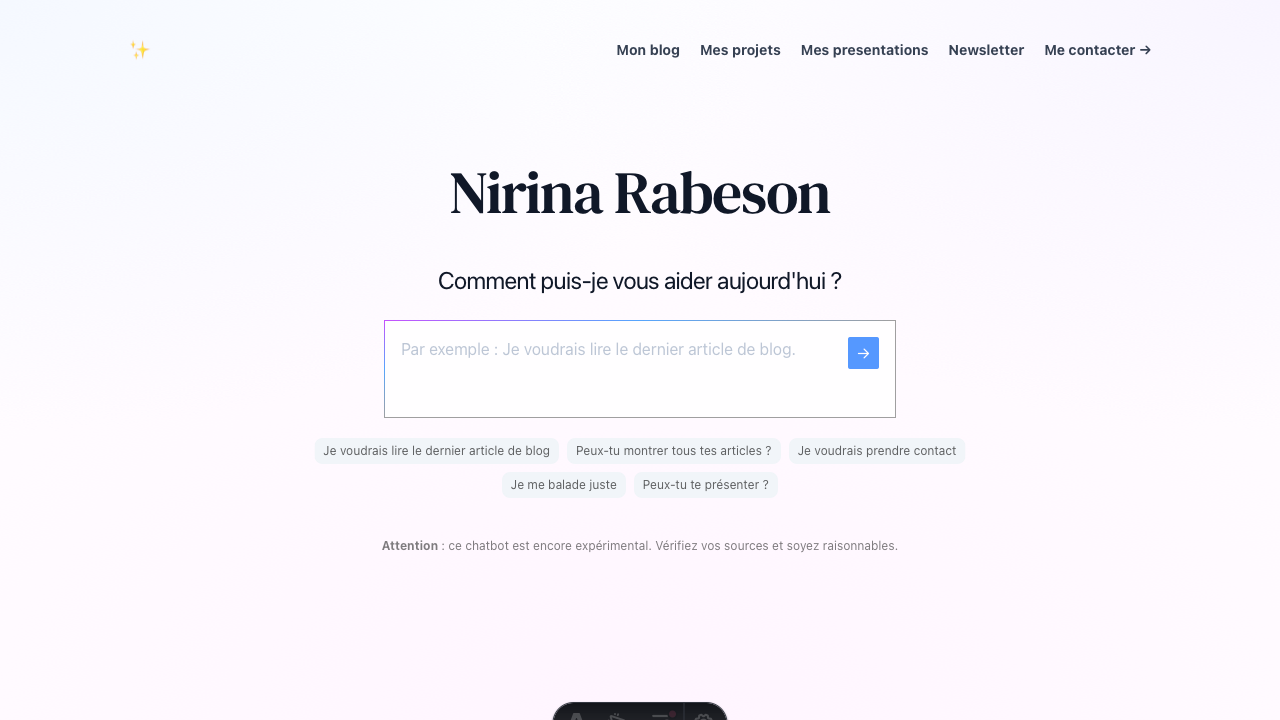 ✨ Mon blog Mes projets Mes presentations Newsletter Me contacter →
Nirina Rabeson
Comment puis-je vous aider aujourd'hui ?
Par exemple : Je voudrais lire le dernier article de blog. →
Je voudrais lire le dernier article de blog Peux-tu montrer tous tes articles ? Je voudrais prendre contact
Je me balade juste Peux-tu te présenter ?
Attention : ce chatbot est encore expérimental. Vérifiez vos sources et soyez raisonnables.